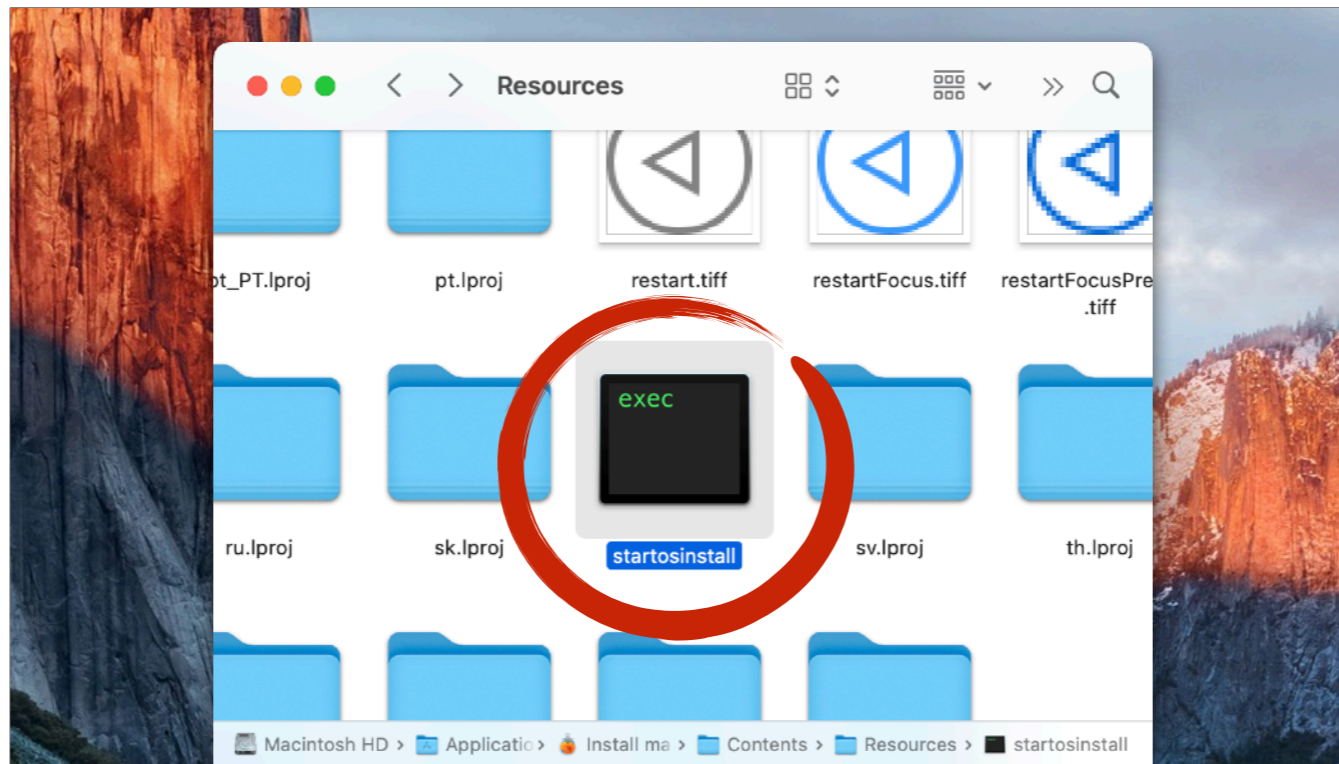 Resources
pt_PT.lproj
pt.lproj
restart.tiff
restartFocus.tiff
restartFocusPre
.tiff
exec
ru.lproj
sk.lproj
startosinstall
sv.lproj
th.lproj
Macintosh HD › Applicatio › Install ma › Contents › Resources › startosinstall